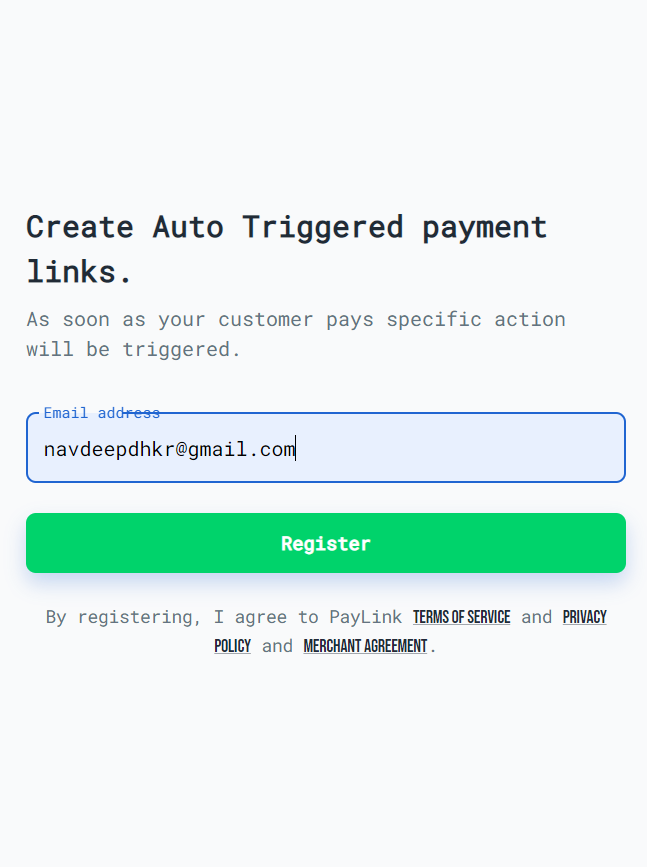 Create Auto Triggered payment
links.
As soon as your customer pays specific action
will be triggered.
Email address
navdeepdhkr@gmail.com
Register
By registering, I agree to PayLink TERMS OF SERVICE and PRIVACY
POLICY and MERCHANT AGREEMENT.